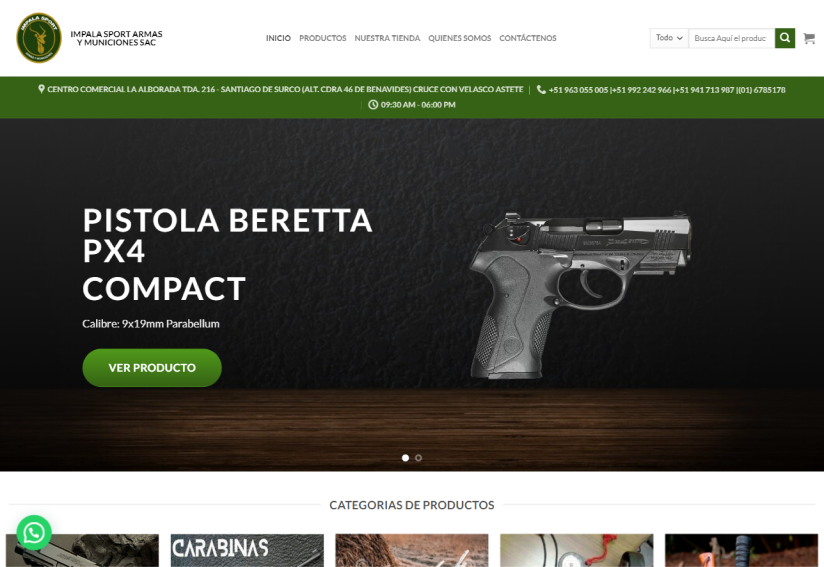 IMPALA SPORT
IMPALA SPORT ARMAS
Y MUNICIONES SAC
INICIO PRODUCTOS NUESTRA TIENDA QUIENES SOMOS CONTÁCTENOS
Todo
Busca Aquí el produc
CENTRO COMERCIAL LA ALBORADA TDA. 216 - SANTIAGO DE SURCO (ALT. CDRA 46 DE BENAVIDES) CRUCE CON VELASCO ASTETE | +51 963 055 005 |+51 992 242 966 |+51 941 713 987 |(01) 6785178
| 09:30 AM - 06:00 PM
PISTOLA BERETTA
PX4
COMPACT
Calibre: 9x19mm Parabellum
VER PRODUCTO
CATEGORIAS DE PRODUCTOS
CARABINAS